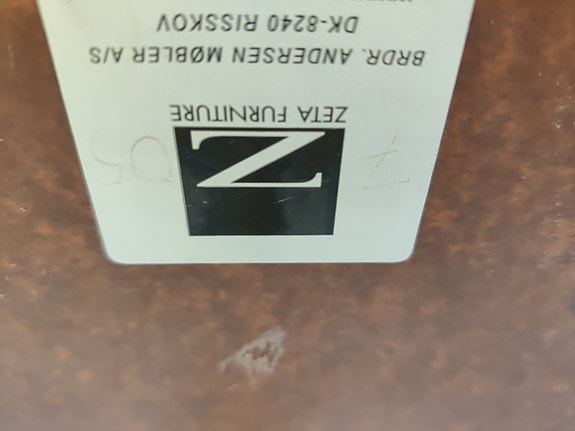 Z
ZETA FURNITURE
BRDR. ANDERSEN MØBLER A/S
DK-8240 RISSKOV